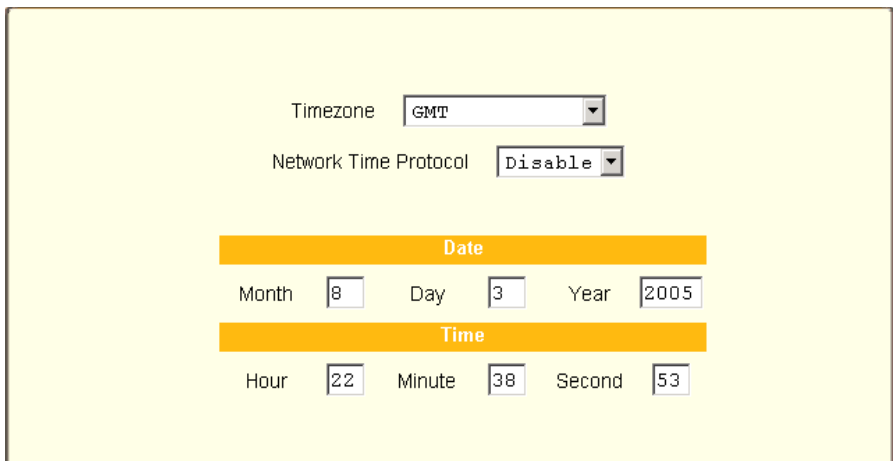 Timezone GMT
Network Time Protocol Disable
Date
Month 8 Day 3 Year 2005
Time
Hour 22 Minute 38 Second 53